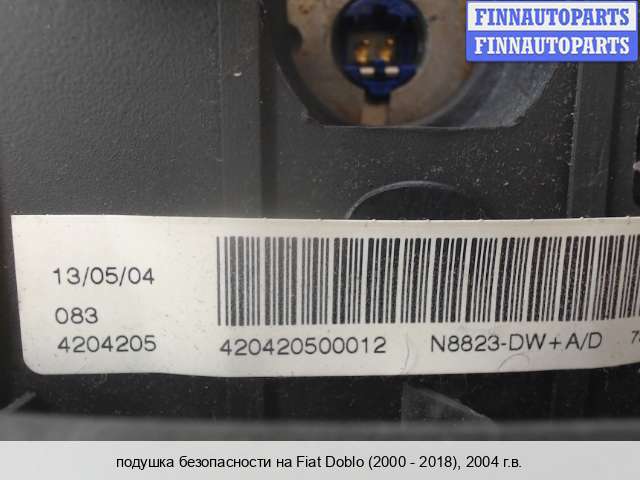 FINNAUTOPARTS
FINNAUTOPARTS
13/05/04
083
4204205
420420500012
N8823-DW+A/D
подушка безопасности на Fiat Doblo (2000 - 2018), 2004 г.в.